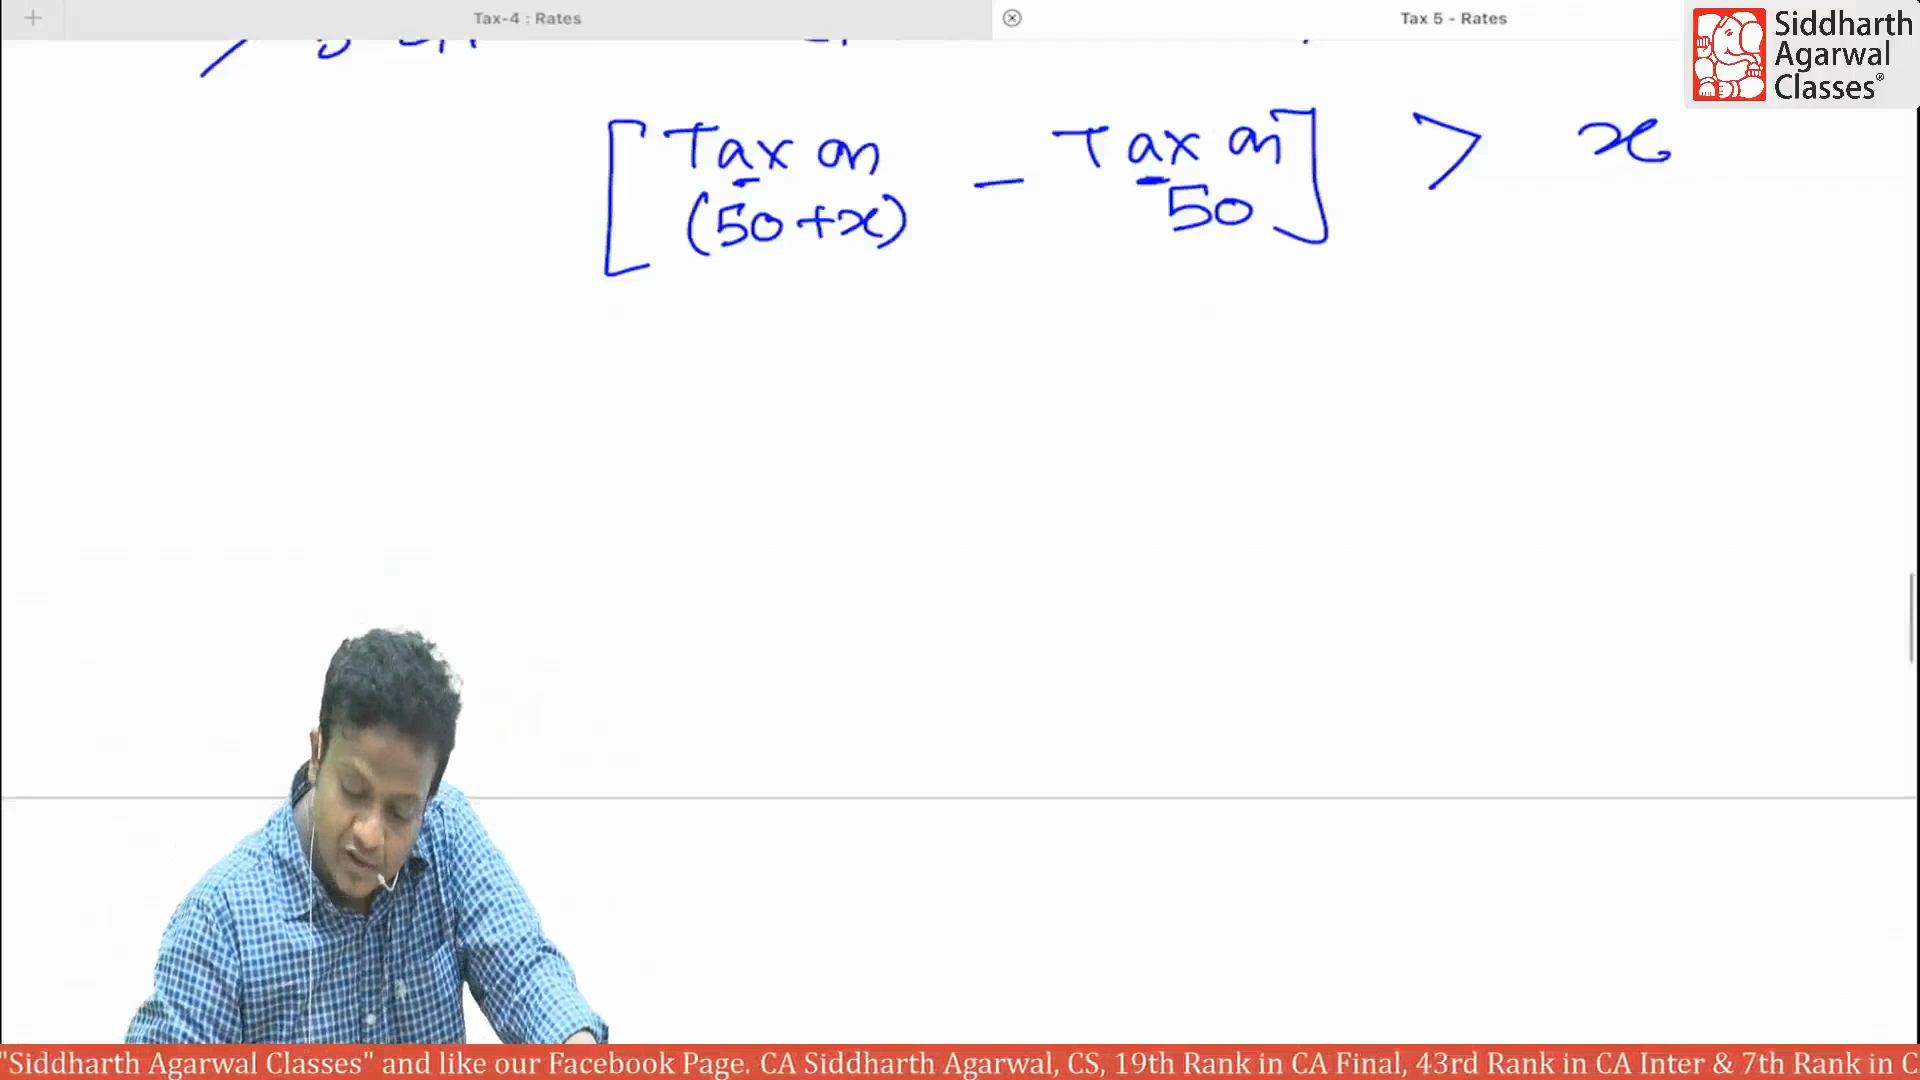 Tax-4 : Rates
Tax 5 - Rates
Siddharth
Agarwal
Classes®
[Tax on - Tax on] > x
(50+x) 50
"Siddharth Agarwal Classes" and like our Facebook Page. CA Siddharth Agarwal, CS, 19th Rank in CA Final, 43rd Rank in CA Inter & 7th Rank in C